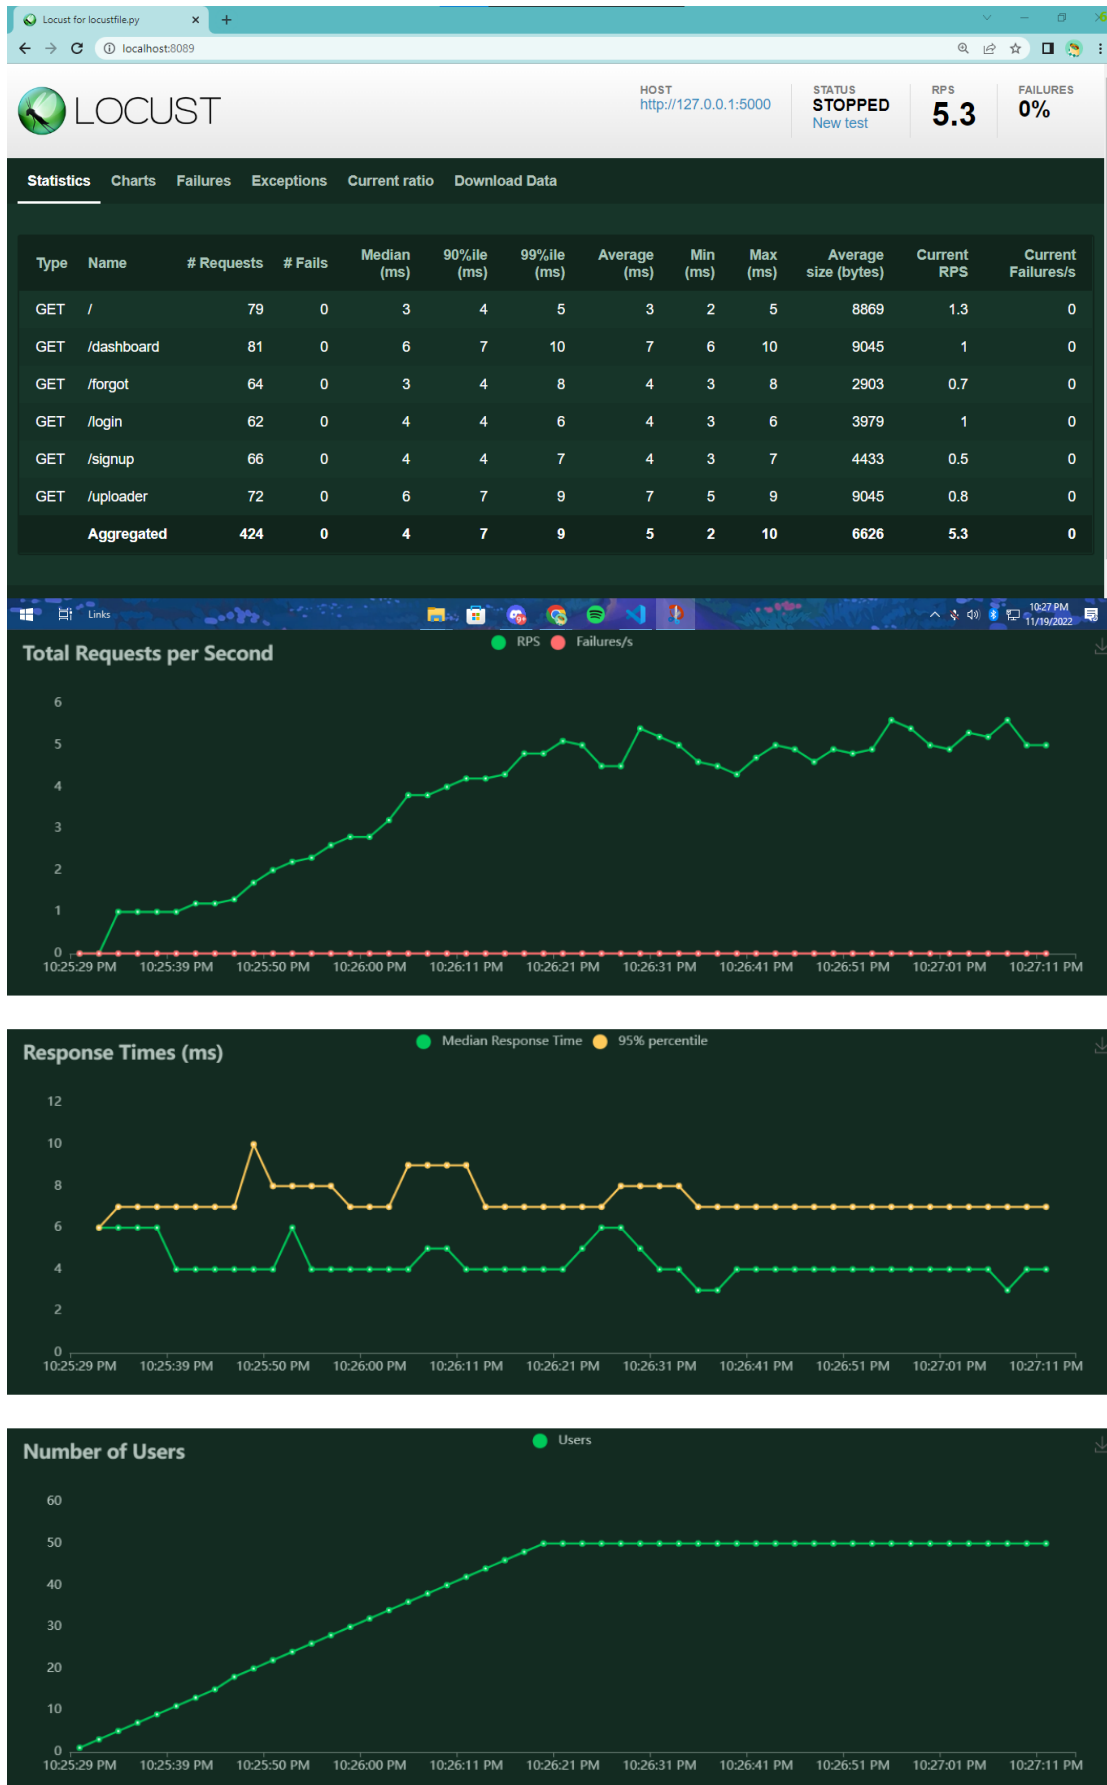 Locust for locustfile.py
localhost:8089
LOCUST
HOST
http://127.0.0.1:5000
STATUS
STOPPED
New test
RPS
5.3
FAILURES
0%
Statistics Charts Failures Exceptions Current ratio Download Data
Type Name # Requests # Fails Median (ms) 90%ile (ms) 99%ile (ms) Average (ms) Min (ms) Max (ms) Average size (bytes) Current RPS Current Failures/s
GET / 79 0 3 4 5 3 2 5 8869 1.3 0
GET /dashboard 81 0 6 7 10 7 6 10 9045 1 0
GET /forgot 64 0 3 4 8 4 3 8 2903 0.7 0
GET /login 62 0 4 4 6 4 3 6 3979 1 0
GET /signup 66 0 4 4 7 4 3 7 4433 0.5 0
GET /uploader 72 0 6 7 9 7 5 9 9045 0.8 0
Aggregated 424 0 4 7 9 5 2 10 6626 5.3 0
Links
10:27 PM
11/19/2022
Total Requests per Second
RPS Failures/s
6
5
4
3
2
1
0
10:25:29 PM 10:25:39 PM 10:25:50 PM 10:26:00 PM 10:26:11 PM 10:26:21 PM 10:26:31 PM 10:26:41 PM 10:26:51 PM 10:27:01 PM 10:27:11 PM
Response Times (ms)
Median Response Time 95% percentile
12
10
8
6
4
2
0
10:25:29 PM 10:25:39 PM 10:25:50 PM 10:26:00 PM 10:26:11 PM 10:26:21 PM 10:26:31 PM 10:26:41 PM 10:26:51 PM 10:27:01 PM 10:27:11 PM
Number of Users
Users
60
50
40
30
20
10
0
10:25:29 PM 10:25:39 PM 10:25:50 PM 10:26:00 PM 10:26:11 PM 10:26:21 PM 10:26:31 PM 10:26:41 PM 10:26:51 PM 10:27:01 PM 10:27:11 PM